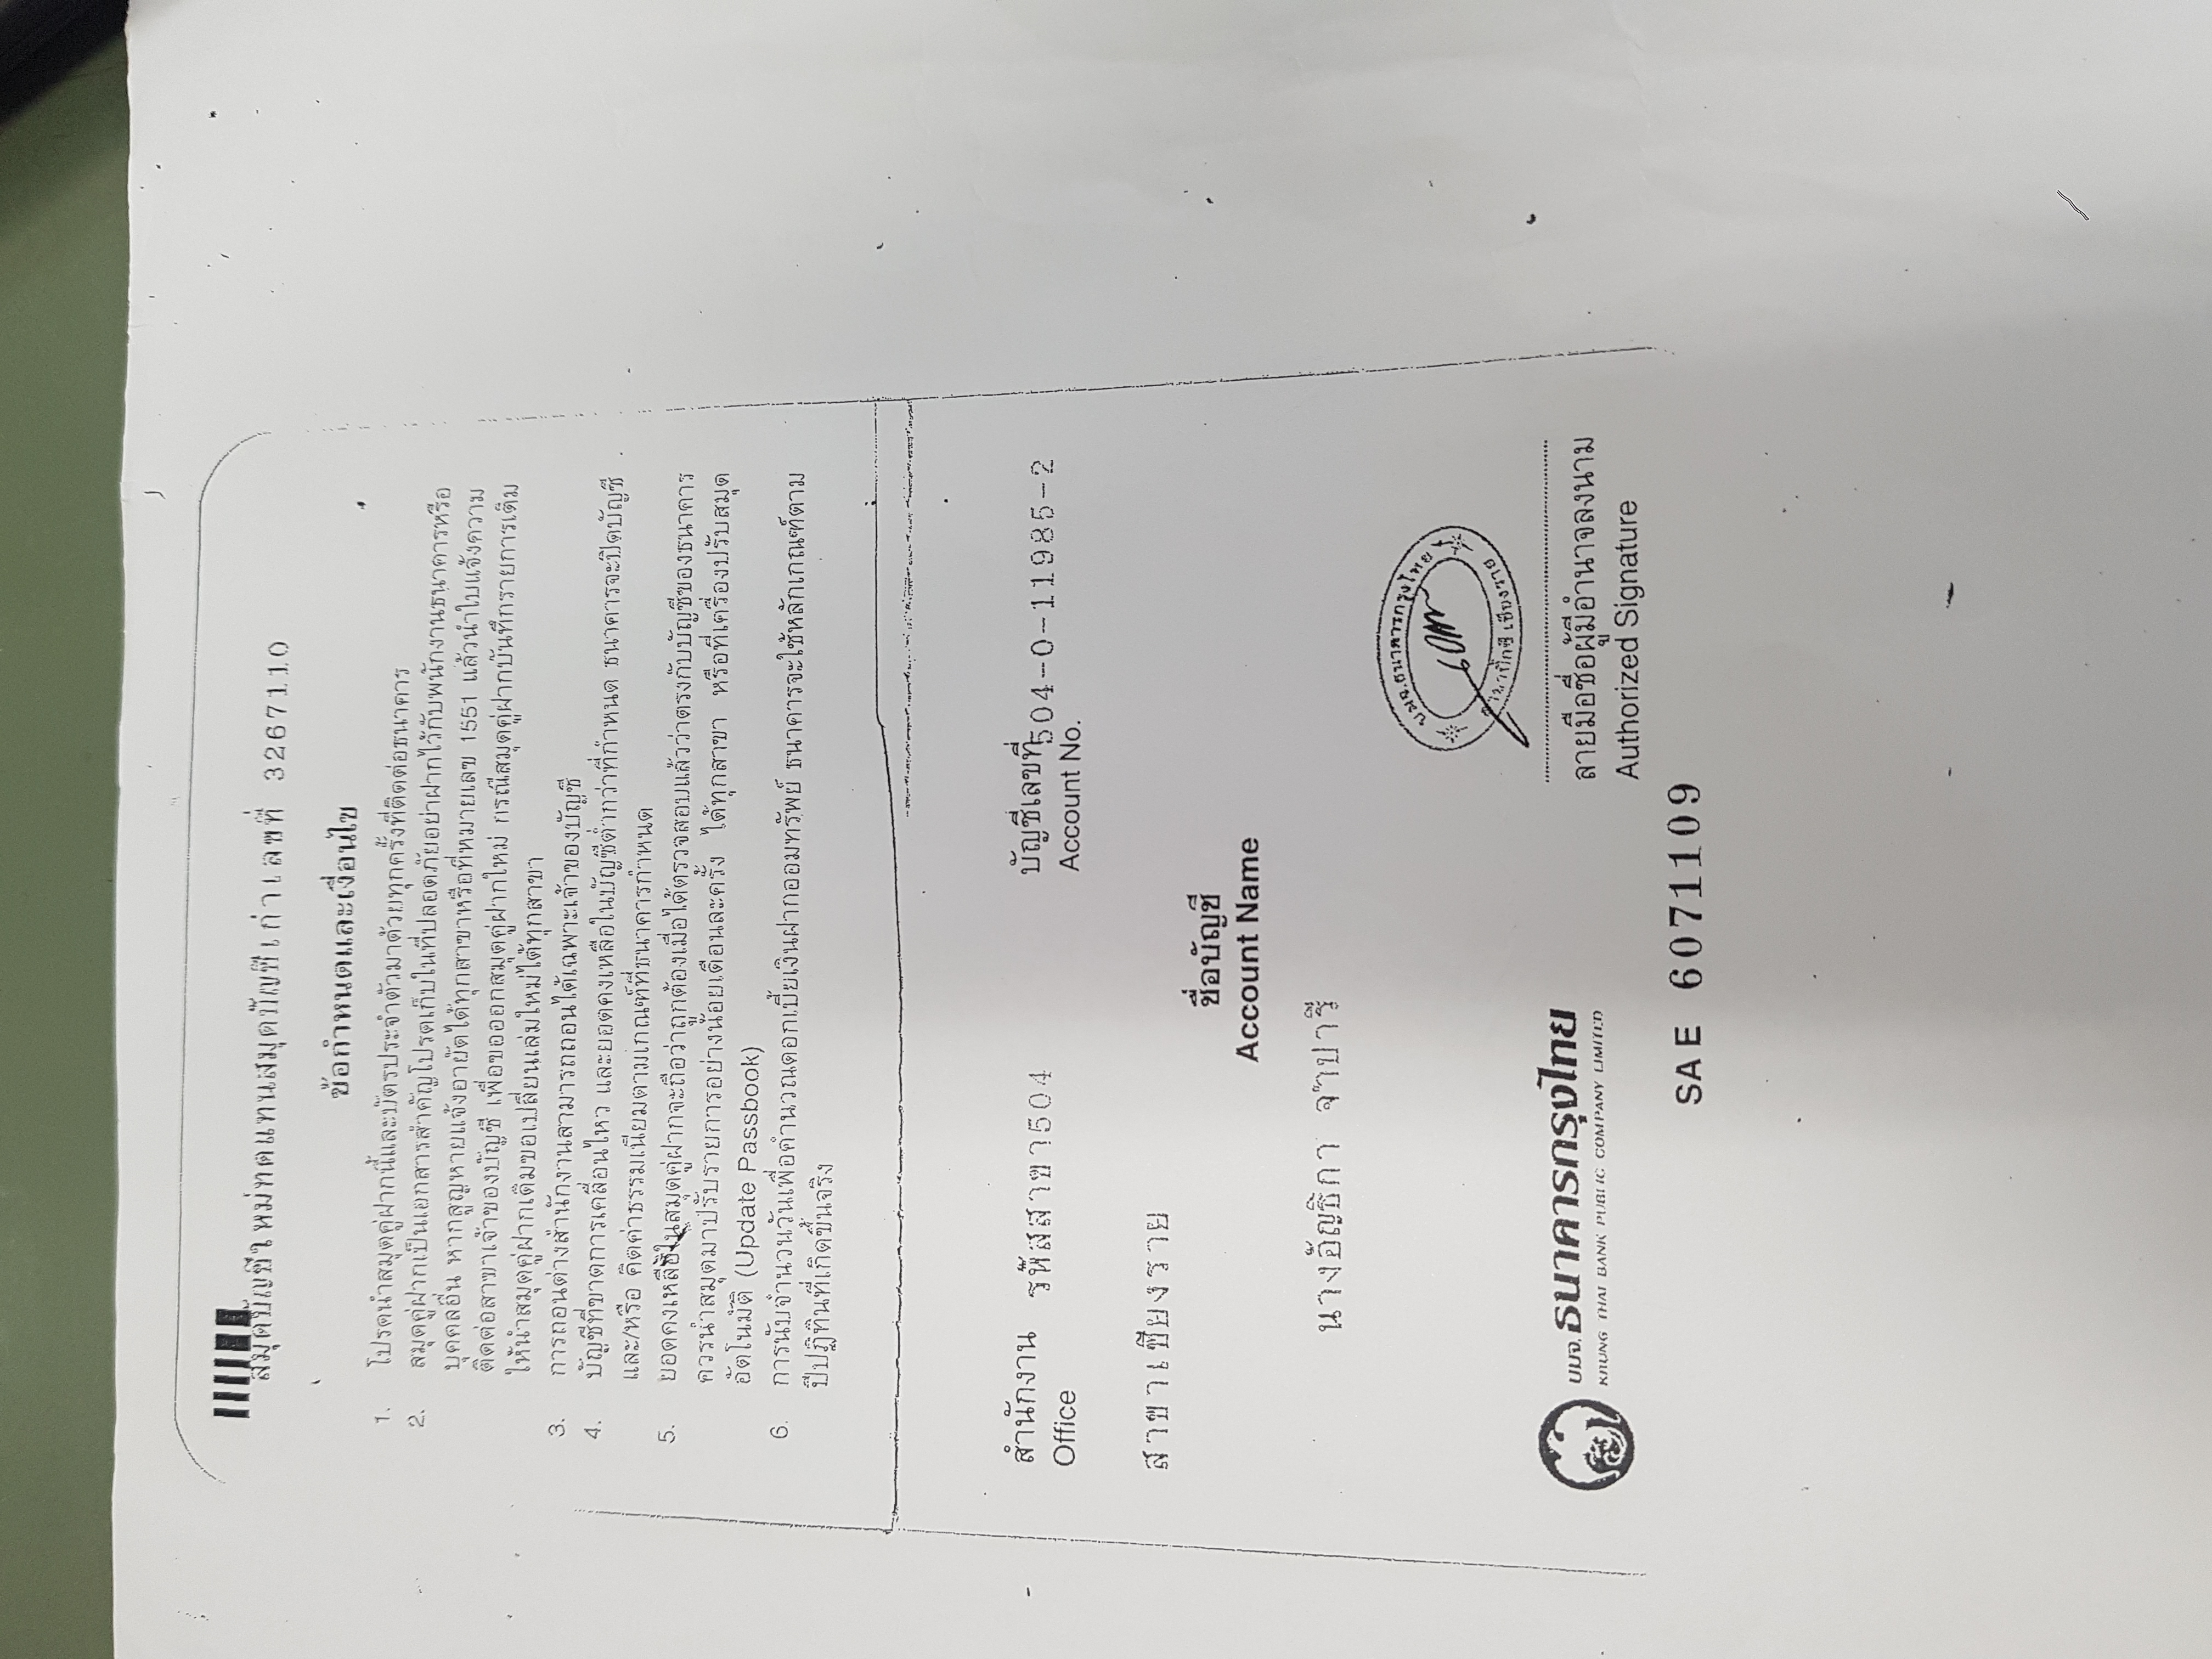 สมุดบัญชีใหม่ทดแทนสมุดบัญชีเก่าเลขที่ 3267110
ข้อกำหนดและเงื่อนไข
1. โปรดนำสมุดคู่ฝากนี้และบัตรประจำตัวมาด้วยทุกครั้งที่ติดต่อธนาคาร
2. สมุดคู่ฝากเป็นเอกสารสำคัญโปรดเก็บในที่ปลอดภัยอย่าฝากไว้กับพนักงานธนาคารหรือ
บุคคลอื่น หากสูญหายแจ้งอายัดได้ทุกสาขาหรือที่หมายเลข 1551 แล้วนำใบแจ้งความ
ติดต่อสาขาเจ้าของบัญชี เพื่อขอออกสมุดคู่ฝากใหม่ กรณีสมุดคู่ฝากบันทึกรายการเต็ม
ให้นำสมุดคู่ฝากเดิมขอเปลี่ยนเล่มใหม่ได้ทุกสาขา
3. การถอนต่างสำนักงานสามารถถอนได้เฉพาะเจ้าของบัญชี
4. บัญชีที่ขาดการเคลื่อนไหว และยอดคงเหลือในบัญชีต่ำกว่าที่กำหนด ธนาคารจะปิดบัญชี
และ/หรือ คิดค่าธรรมเนียมตามเกณฑ์ที่ธนาคารกำหนด
5. ยอดคงเหลือในสมุดคู่ฝากจะถือว่าถูกต้องเมื่อได้ตรวจสอบแล้วว่าตรงกับบัญชีของธนาคาร
ควรนำสมุดมาปรับรายการอย่างน้อยเดือนละครั้ง ได้ทุกสาขา หรือที่เครื่องปรับสมุด
อัตโนมัติ (Update Passbook)
6. การนับจำนวนวันเพื่อคำนวณดอกเบี้ยเงินฝากออมทรัพย์ ธนาคารจะใช้หลักเกณฑ์ตาม
ปีปฏิทินที่เกิดขึ้นจริง
สำนักงาน รหัสสาขา504 บัญชีเลขที่ 504-0-11985-2
Office Account No.
สาขาเชียงราย
ชื่อบัญชี
Account Name
นางอัญธิกา จำปารี
บมจ.ธนาคารกรุงไทย
สาขาบิ๊กซี เชียงราย
บมจ.ธนาคารกรุงไทย
KRUNG THAI BANK PUBLIC COMPANY LIMITED
ลายมือชื่อผู้มีอำนาจลงนาม
Authorized Signature
SA E 6071109